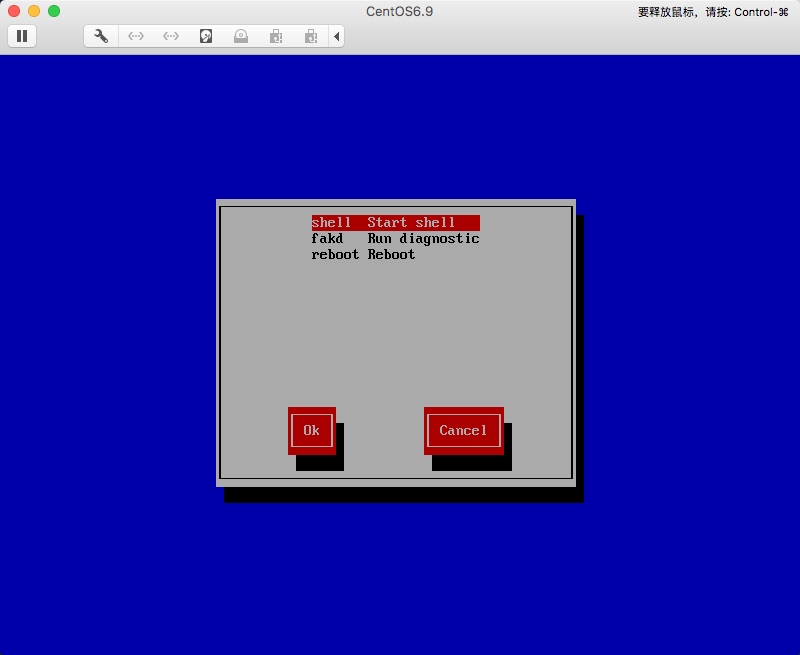 CentOS6.9
要释放鼠标，请按: Control-⌘
shell Start shell
fakd Run diagnostic
reboot Reboot
Ok Cancel